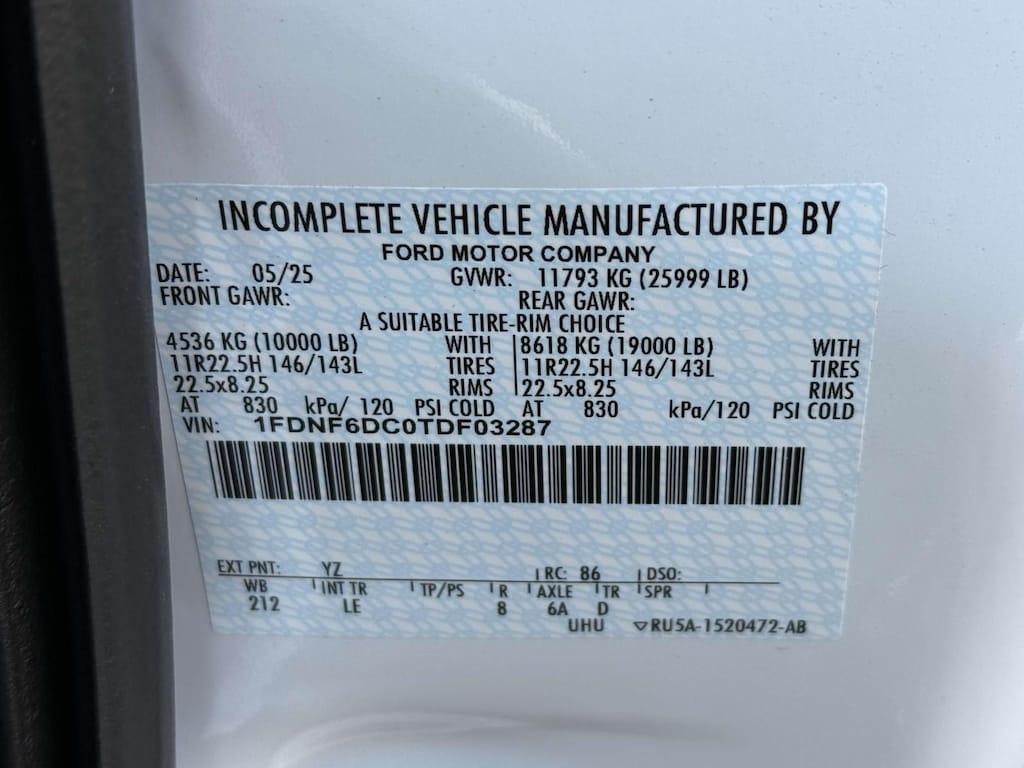 INCOMPLETE VEHICLE MANUFACTURED BY
FORD MOTOR COMPANY
DATE: 05/25 GVWR: 11793 KG (25999 LB)
FRONT GAWR: REAR GAWR:
A SUITABLE TIRE-RIM CHOICE
4536 KG (10000 LB) WITH 8618 KG (19000 LB) WITH
11R22.5H 146/143L TIRES 11R22.5H 146/143L TIRES
22.5x8.25 RIMS 22.5x8.25 RIMS
AT 830 kPa/ 120 PSI COLD AT 830 kPa/120 PSI COLD
VIN: 1FDNF6DC0TDF03287
EXT PNT: YZ RC: 86 DSO:
WB INT TR TP/PS R AXLE TR SPR
212 LE 8 6A D
UHU ▽RU5A-1520472-AB